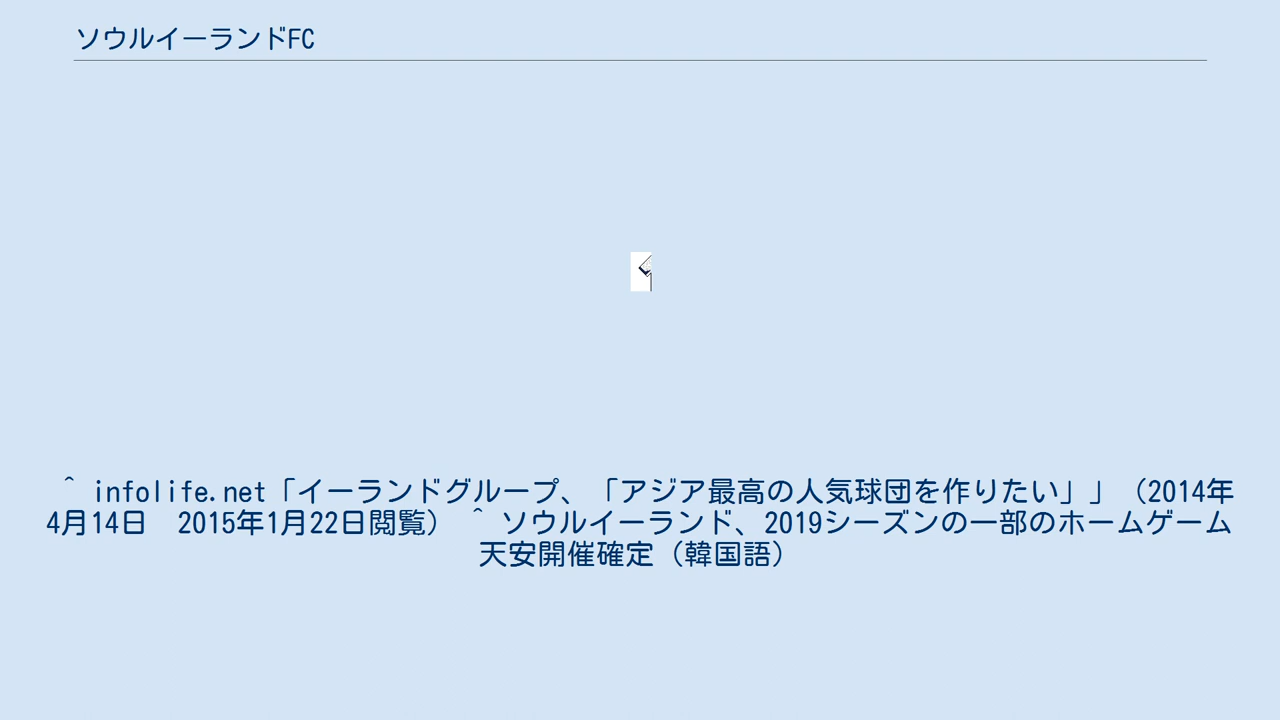 ソウルイーランドFC
^ infolife.net「イーランドグループ、「アジア最高の人気球団を作りたい」」（2014年
4月14日　2015年1月22日閲覧） ^ ソウルイーランド、2019シーズンの一部のホームゲーム
天安開催確定（韓国語）